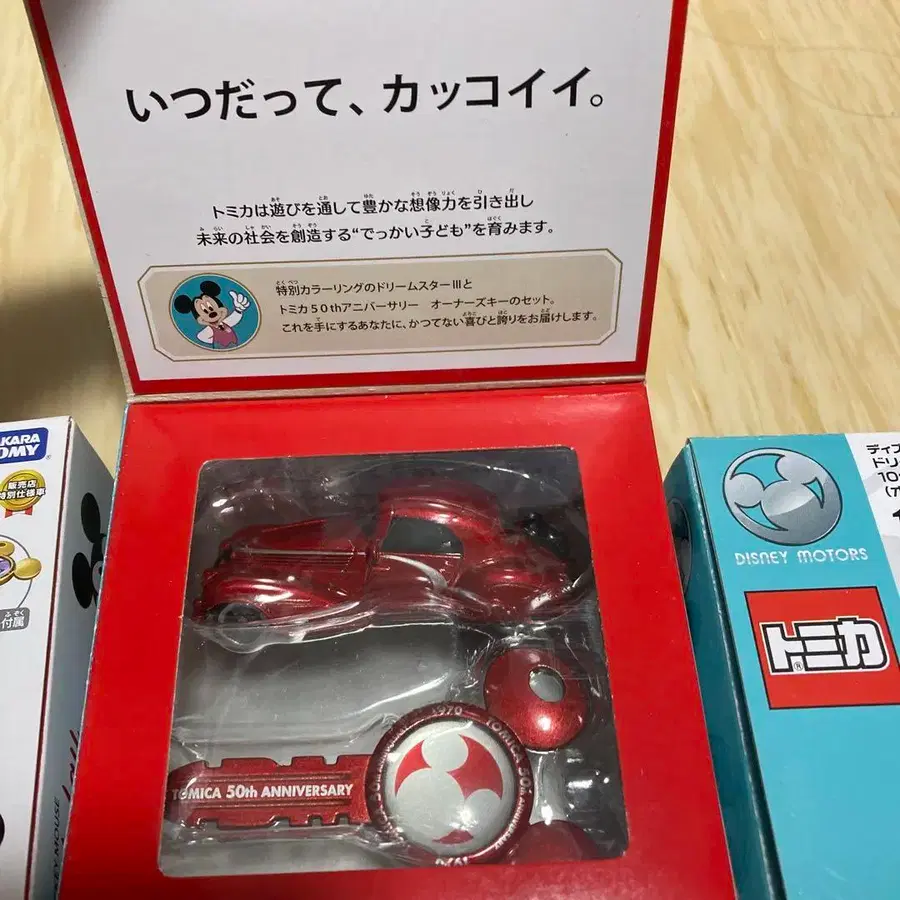 いつだって、カッコイイ。
トミカは遊びを通して豊かな想像力を引き出し
未来の社会を創造する“でっかい子ども”を育みます。
特別カラーリングのドリームスターⅢと
トミカ50thアニバーサリー　オーナーズキーのセット。
これを手にするあなたに、かつてない喜びと誇りをお届けします。
TOMY
販売店
特別仕様車
付属
MOUSE
TOMICA 50th ANNIVERSARY
1970 TOMICA 50th ANNIVERSARY
1970
DISNEY MOTORS
トミカ
®